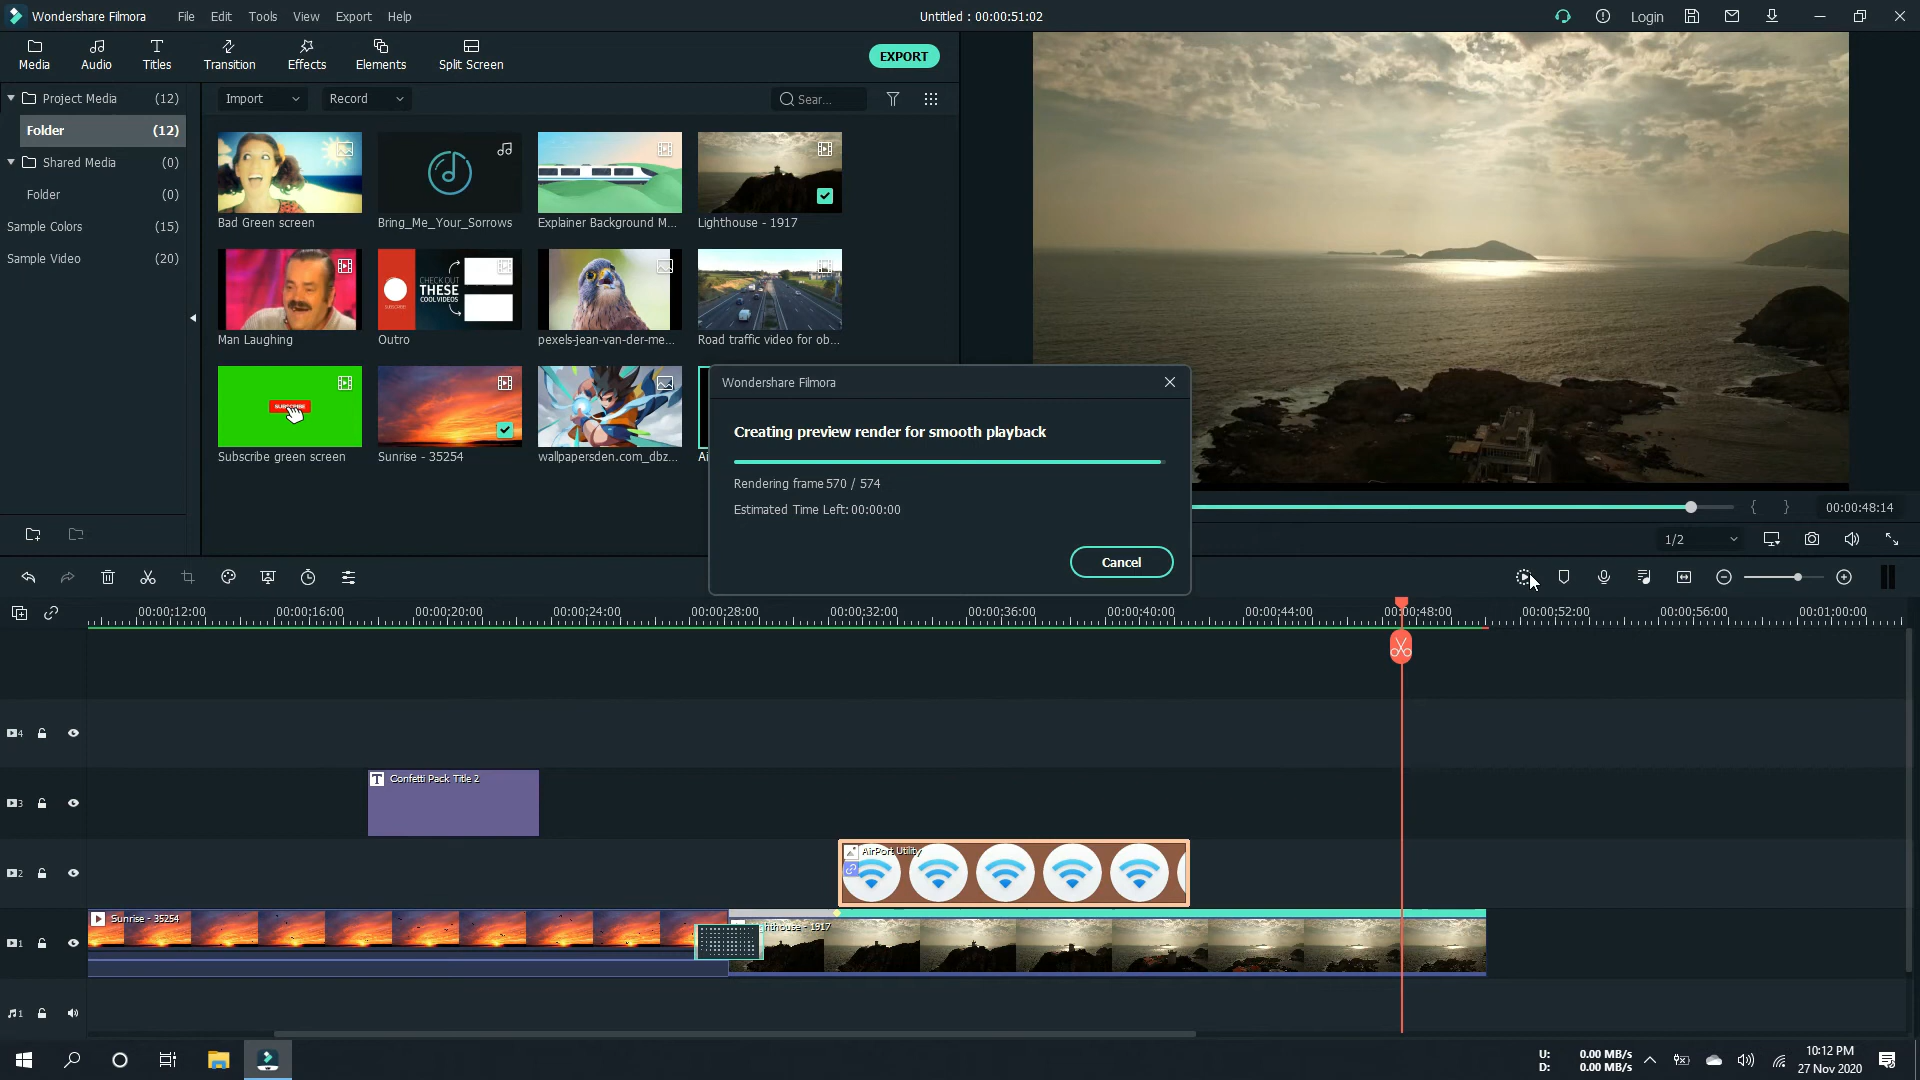 Wondershare Filmora File Edit Tools View Export Help
Untitled : 00:00:51:02
Login
Media Audio Titles Transition Effects Elements Split Screen
EXPORT
Project Media (12)
Folder (12)
Shared Media (0)
Folder (0)
Sample Colors (15)
Sample Video (20)
Import Record Sear...
Bad Green screen Bring_Me_Your_Sorrows Explainer Background M... Lighthouse - 1917
CHECK OUT
THESE
COOL VIDEOS
SUBSCRIBE
Man Laughing Outro pexels-jean-van-der-me... Road traffic video for ob...
SUBSCRIBE
Subscribe green screen Sunrise - 35254 wallpapersden.com_dbz... Ai
Wondershare Filmora
Creating preview render for smooth playback
Rendering frame 570 / 574
Estimated Time Left: 00:00:00
Cancel
{ } 00:00:48:14
1/2
00:00:12:00 00:00:16:00 00:00:20:00 00:00:24:00 00:00:28:00 00:00:32:00 00:00:36:00 00:00:40:00 00:00:44:00 00:00:48:00 00:00:52:00 00:00:56:00 00:01:00:00
4
3
T Confetti Pack Title 2
2
AirPort Utility
1
Sunrise - 35254
hthouse - 1917
1
U: 0.00 MB/s
D: 0.00 MB/s
10:12 PM
27 Nov 2020